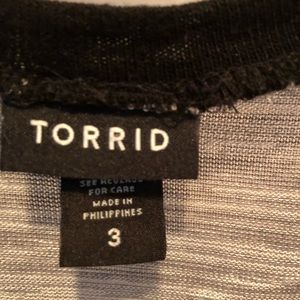 TORRID
SEE REVERSE
FOR CARE
MADE IN
PHILIPPINES
3